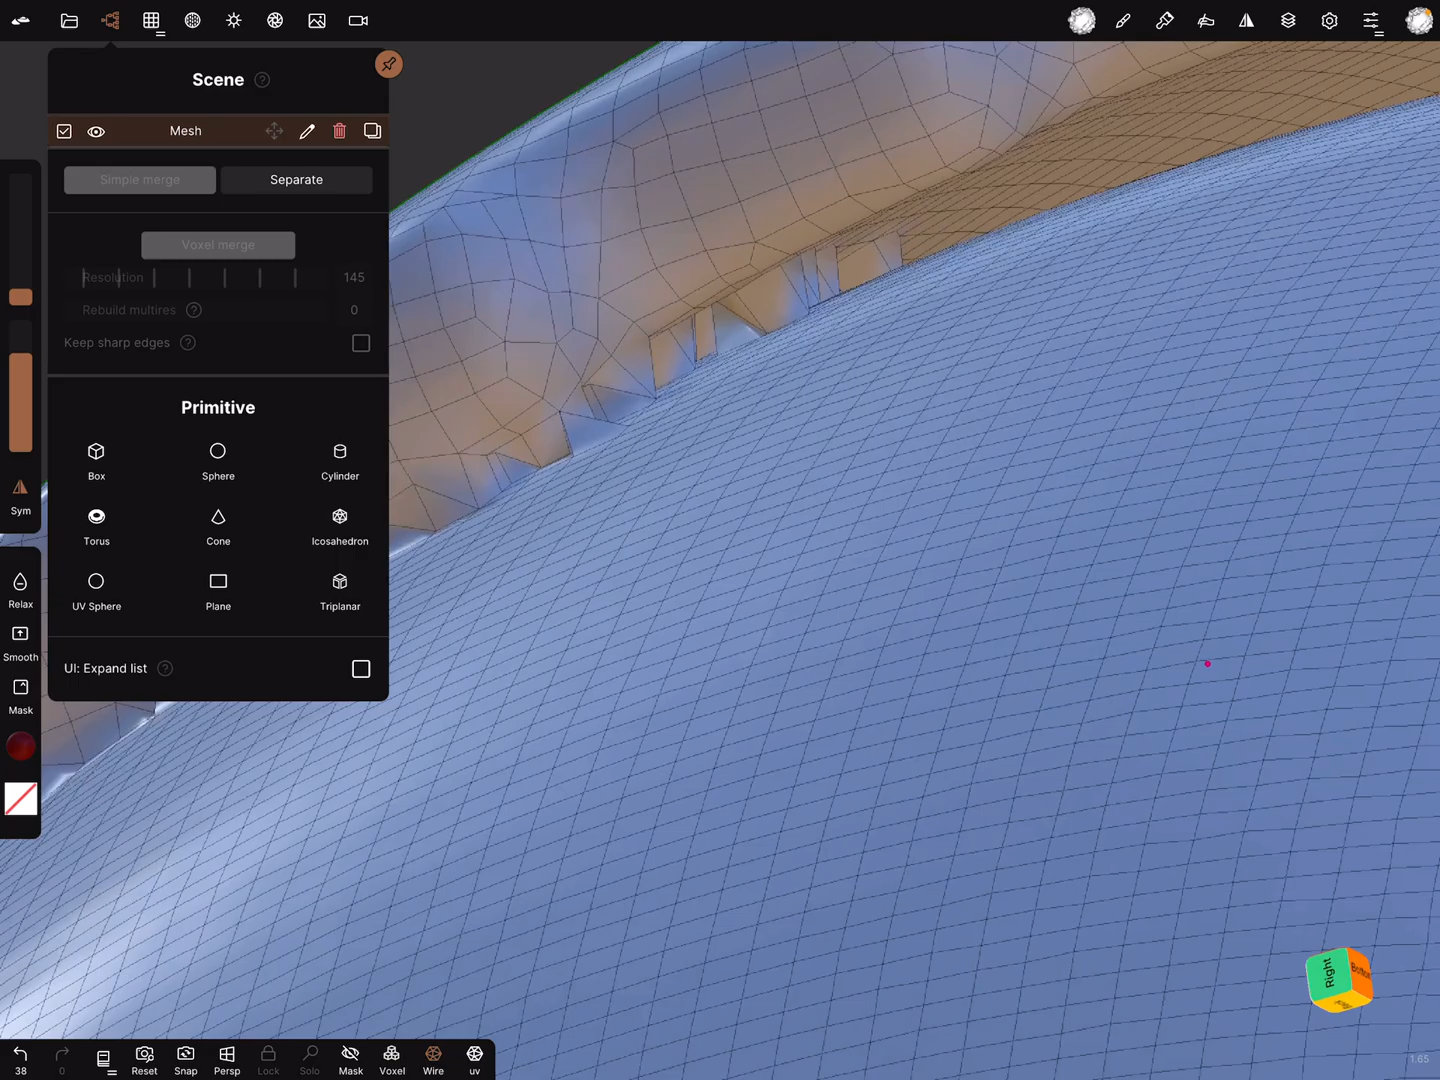 Scene
Mesh
Simple merge
Separate
Voxel merge
Resolution
145
Rebuild multires
0
Keep sharp edges
Primitive
Box
Sphere
Cylinder
Torus
Cone
Icosahedron
UV Sphere
Plane
Triplanar
UI: Expand list
Sym
Relax
Smooth
Mask
Right
38
0
Reset
Snap
Persp
Lock
Solo
Mask
Voxel
Wire
uv
1.65